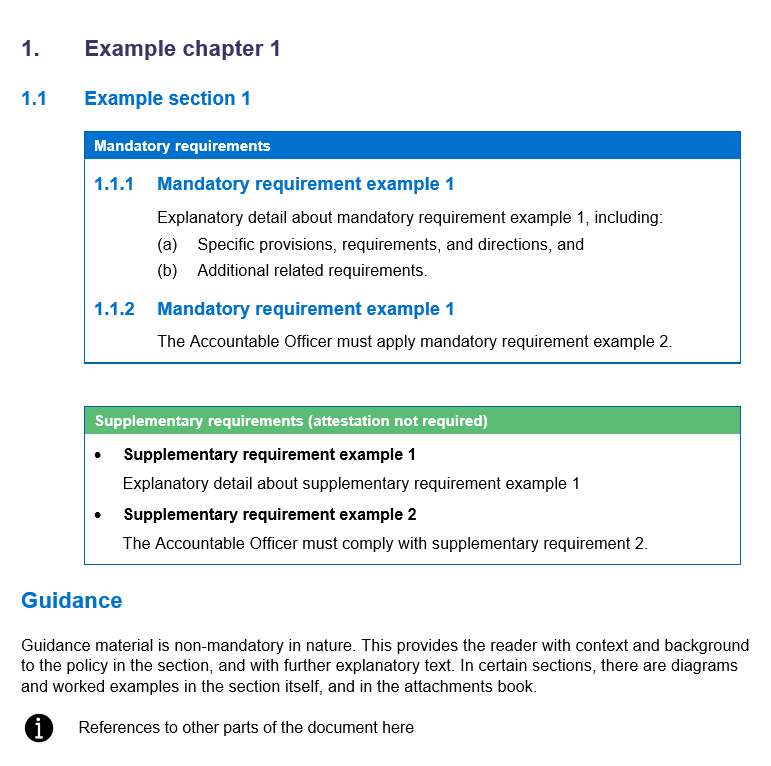 1. Example chapter 1
1.1 Example section 1
Mandatory requirements
1.1.1 Mandatory requirement example 1
Explanatory detail about mandatory requirement example 1, including:
(a) Specific provisions, requirements, and directions, and
(b) Additional related requirements.
1.1.2 Mandatory requirement example 1
The Accountable Officer must apply mandatory requirement example 2.
Supplementary requirements (attestation not required)
• Supplementary requirement example 1
Explanatory detail about supplementary requirement example 1
• Supplementary requirement example 2
The Accountable Officer must comply with supplementary requirement 2.
Guidance
Guidance material is non-mandatory in nature. This provides the reader with context and background
to the policy in the section, and with further explanatory text. In certain sections, there are diagrams
and worked examples in the section itself, and in the attachments book.
i References to other parts of the document here